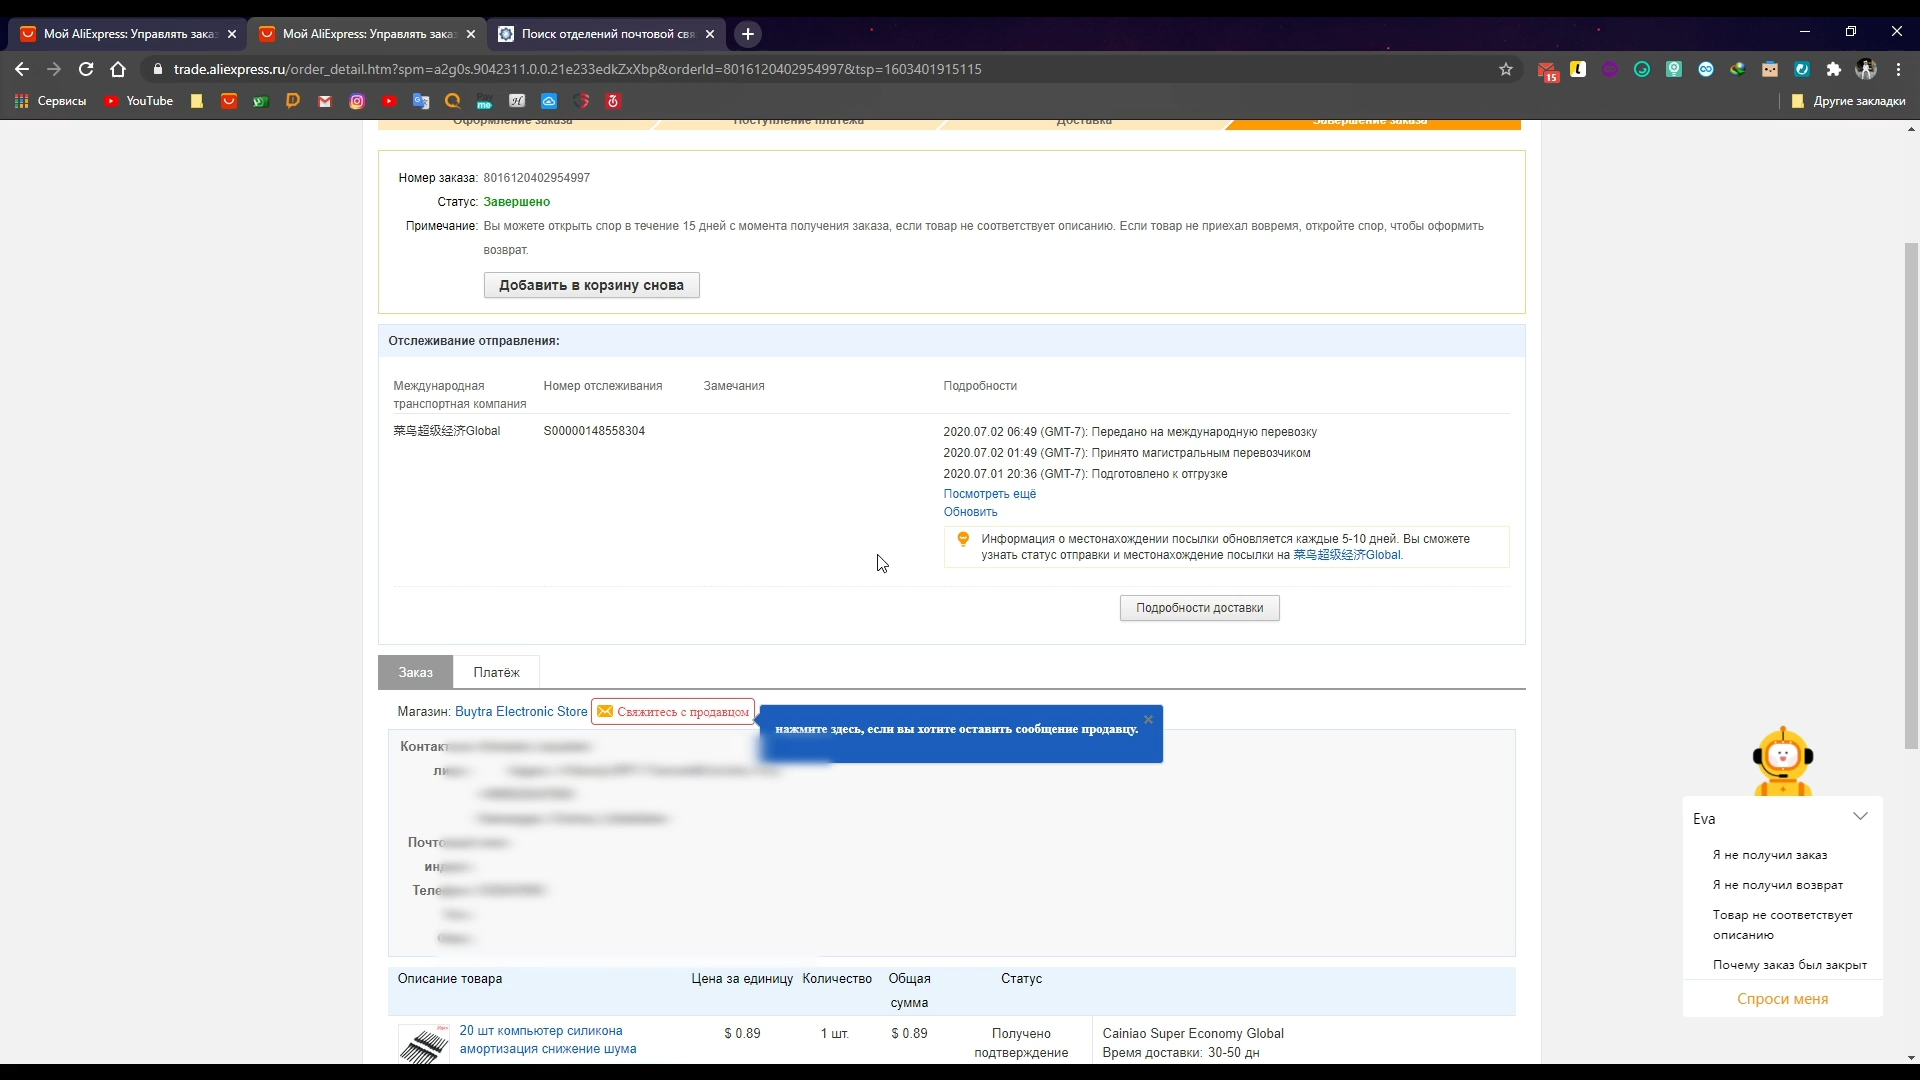 Мой AliExpress: Управлять зака
Мой AliExpress: Управлять зака
Поиск отделений почтовой свя
trade.aliexpress.ru/order_detail.htm?spm=a2g0s.9042311.0.0.21e233edkZxXbp&orderId=8016120402954997&tsp=1603401915115
15
Сервисы
YouTube
Pay me
Другие закладки
Оформление заказа
Поступление платежа
Доставка
Завершение заказа
Номер заказа: 8016120402954997
Статус: Завершено
Примечание: Вы можете открыть спор в течение 15 дней с момента получения заказа, если товар не соответствует описанию. Если товар не приехал вовремя, откройте спор, чтобы оформить
возврат.
Добавить в корзину снова
Отслеживание отправления:
Международная
транспортная компания
Номер отслеживания
Замечания
Подробности
菜鸟超级经济Global
S00000148558304
2020.07.02 06:49 (GMT-7): Передано на международную перевозку
2020.07.02 01:49 (GMT-7): Принято магистральным перевозчиком
2020.07.01 20:36 (GMT-7): Подготовлено к отгрузке
Посмотреть ещё
Обновить
Информация о местонахождении посылки обновляется каждые 5-10 дней. Вы сможете
узнать статус отправки и местонахождение посылки на 菜鸟超级经济Global.
Подробности доставки
Заказ
Платёж
Магазин: Buytra Electronic Store
Свяжитесь с продавцом
нажмите здесь, если вы хотите оставить сообщение продавцу.
Eva
Я не получил заказ
Я не получил возврат
Товар не соответствует
описанию
Почему заказ был закрыт
Спроси меня
Описание товара
Цена за единицу
Количество
Общая
сумма
Статус
20 шт компьютер силикона
амортизация снижение шума
$ 0.89
1 шт.
$ 0.89
Получено
подтверждение
Cainiao Super Economy Global
Время доставки: 30-50 дн